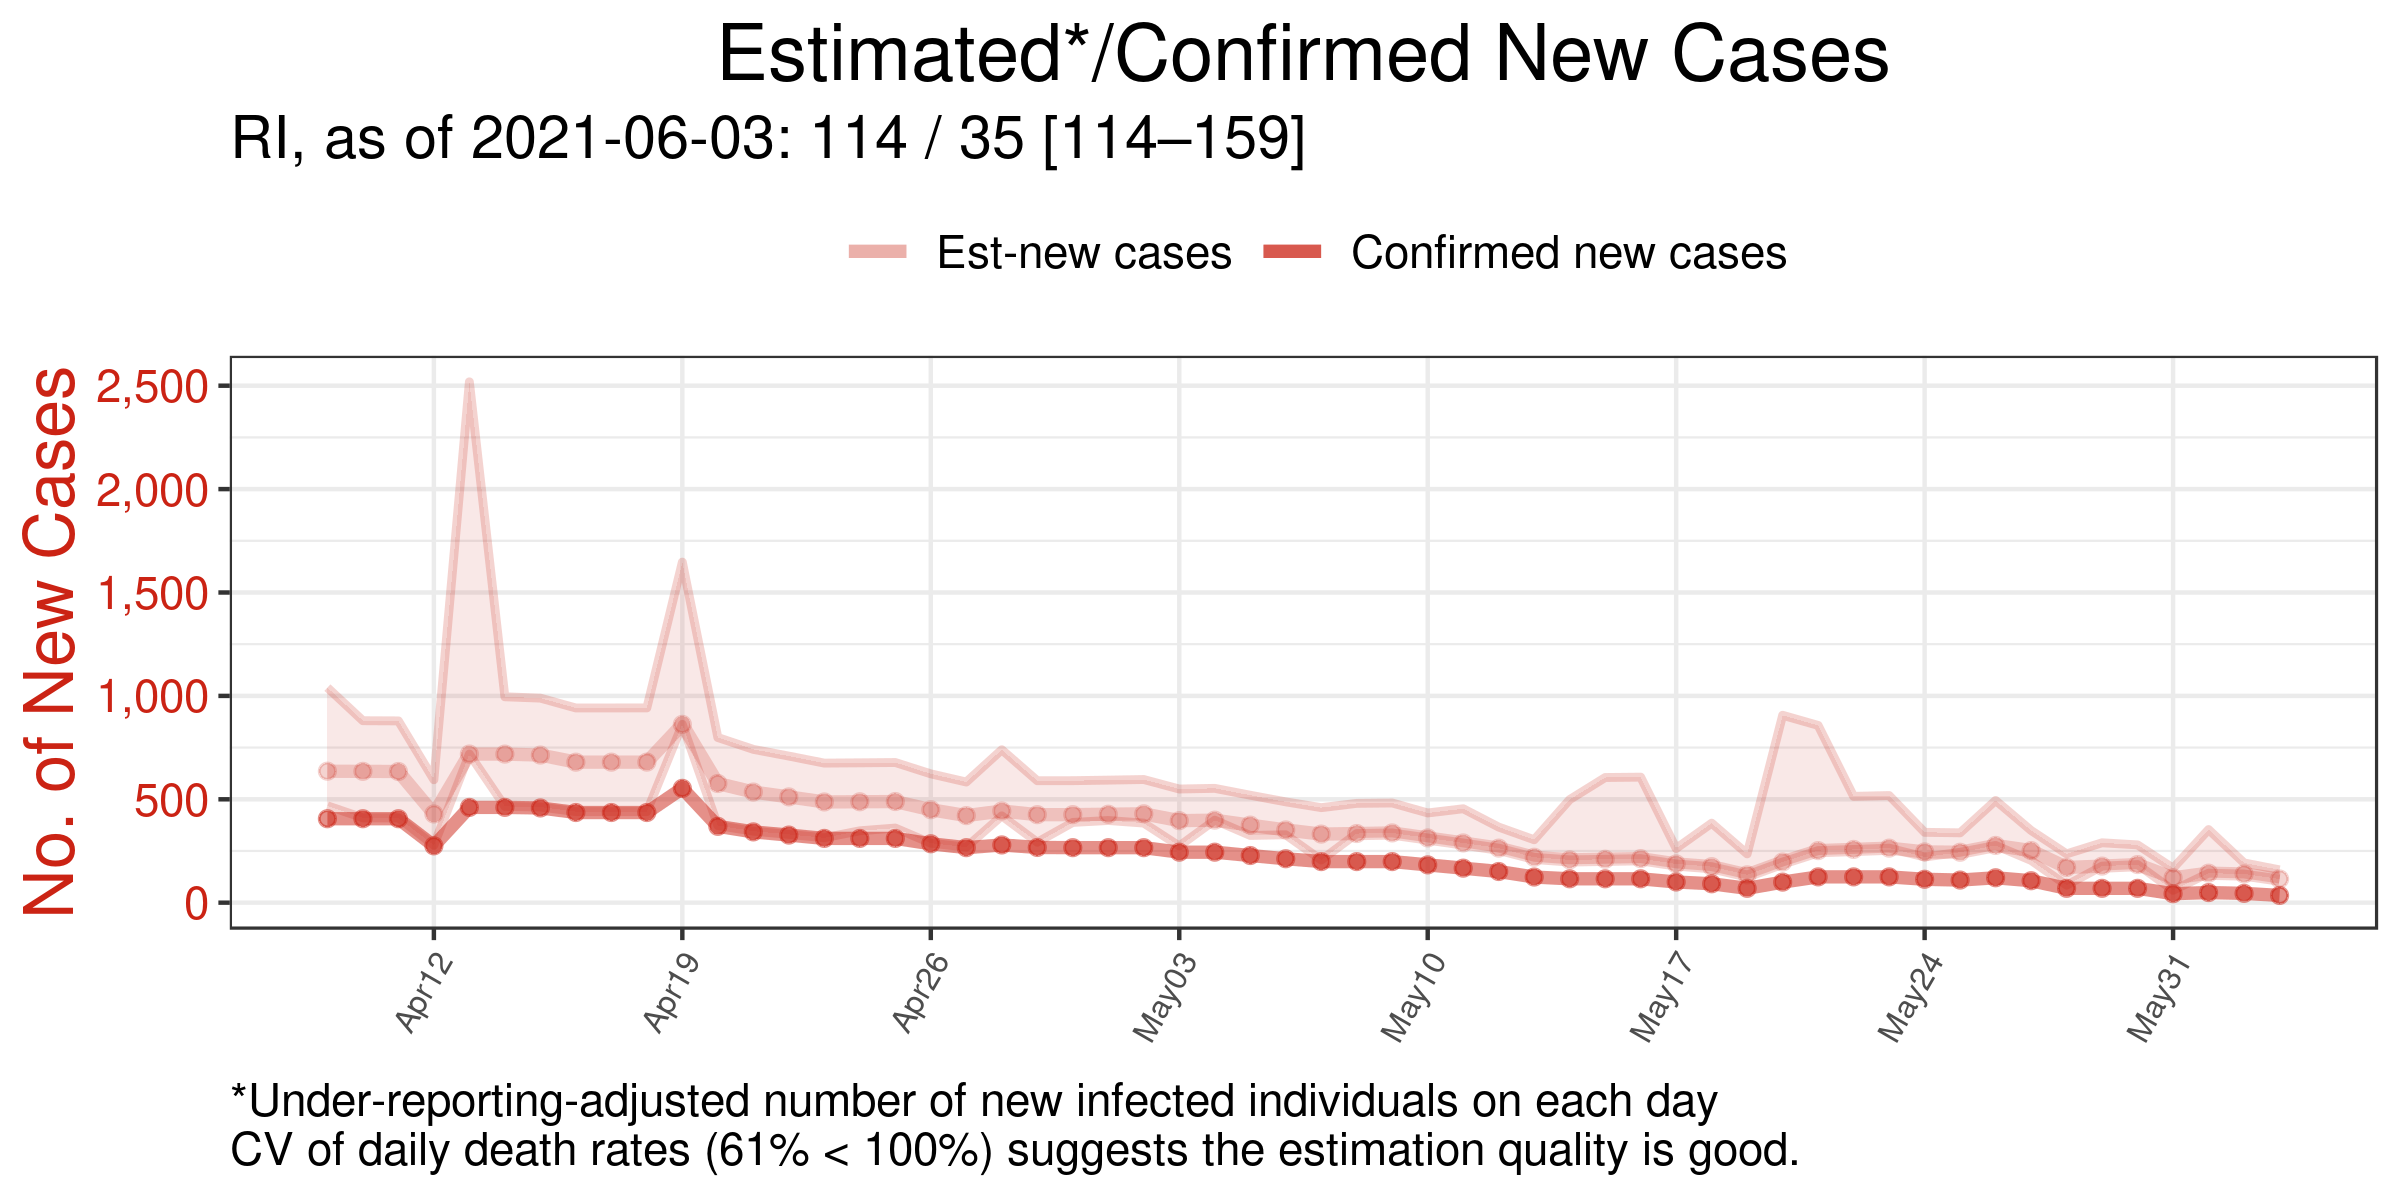 Estimated*/Confirmed New Cases
RI, as of 2021-06-03: 114 / 35 [114–159]
Est-new cases Confirmed new cases
No. of New Cases
2,500
2,000
1,500
1,000
500
0
Apr12 Apr19 Apr26 May03 May10 May17 May24 May31
*Under-reporting-adjusted number of new infected individuals on each day
CV of daily death rates (61% < 100%) suggests the estimation quality is good.